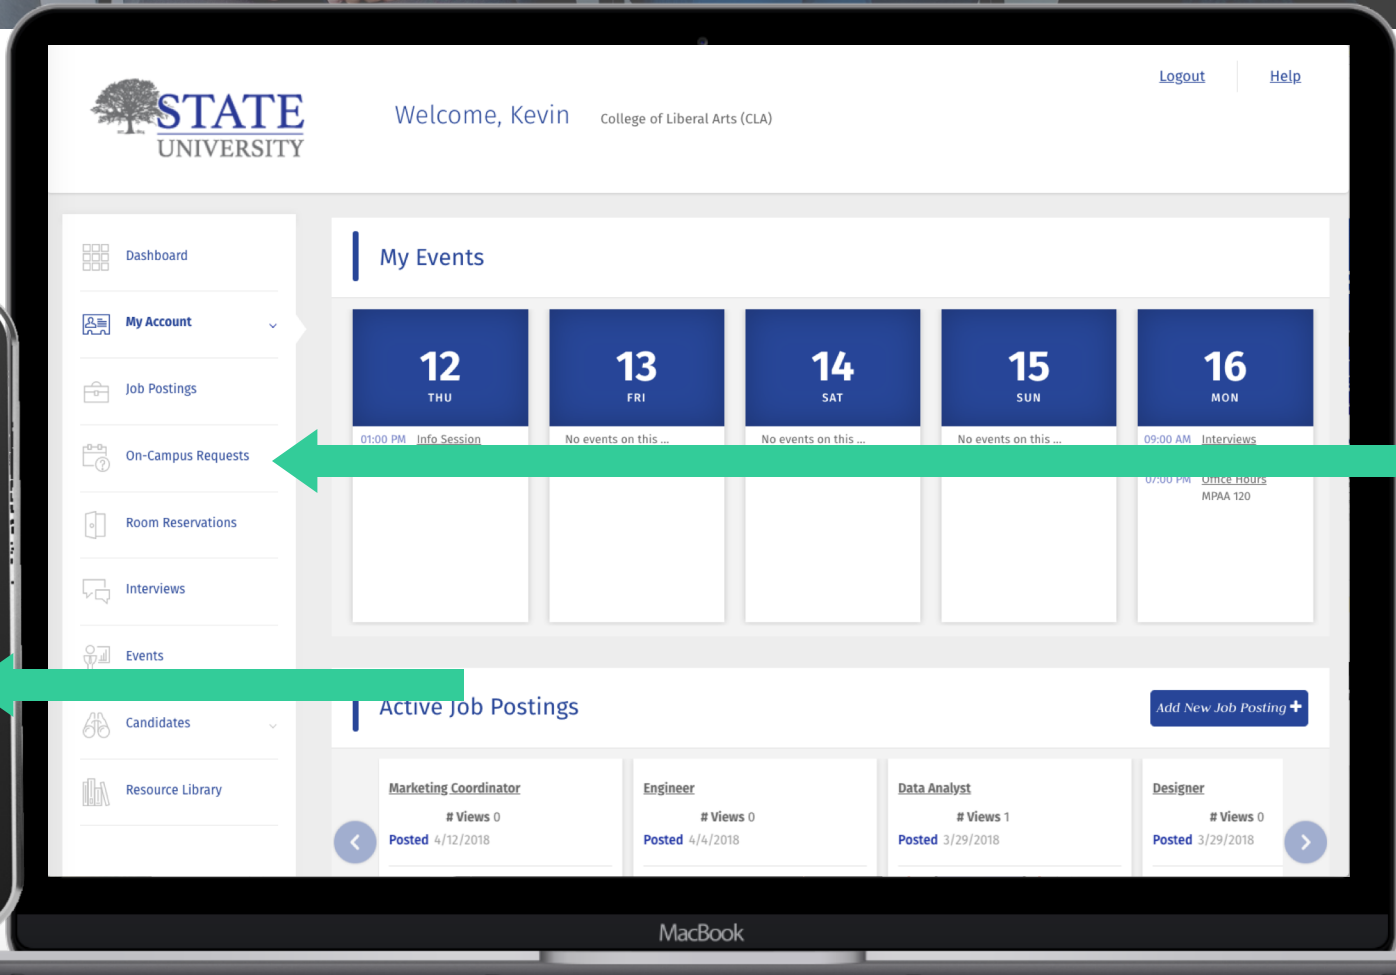 Logout Help
STATE
UNIVERSITY
Welcome, Kevin College of Liberal Arts (CLA)
Dashboard
My Account
Job Postings
On-Campus Requests
Room Reservations
Interviews
Events
Candidates
Resource Library
My Events
12
THU
01:00 PM Info Session
13
FRI
No events on this ...
14
SAT
No events on this ...
15
SUN
No events on this ...
16
MON
09:00 AM Interviews
07:00 PM Office Hours
MPAA 120
Active Job Postings
Add New Job Posting +
Marketing Coordinator
# Views 0
Posted 4/12/2018
Engineer
# Views 0
Posted 4/4/2018
Data Analyst
# Views 1
Posted 3/29/2018
Designer
# Views 0
Posted 3/29/2018
MacBook